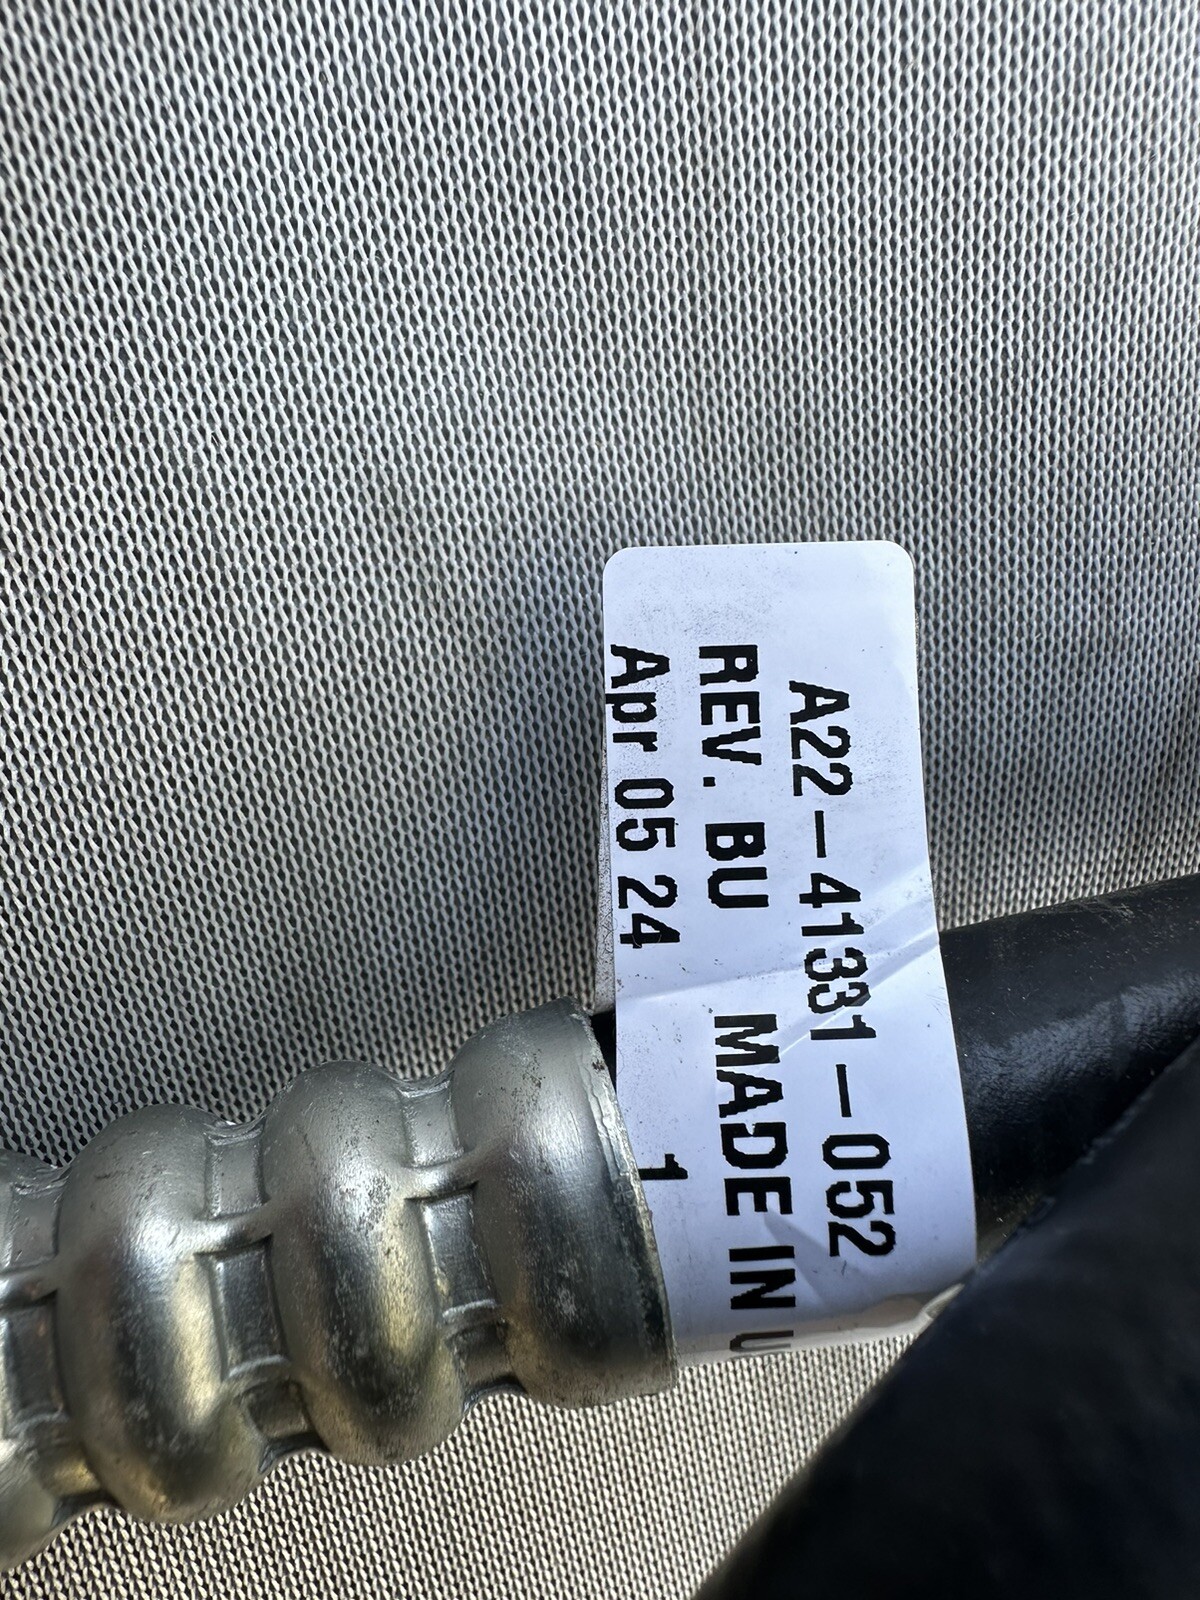 A22-41331-052
REV. BU MADE IN U
Apr 05 24 1